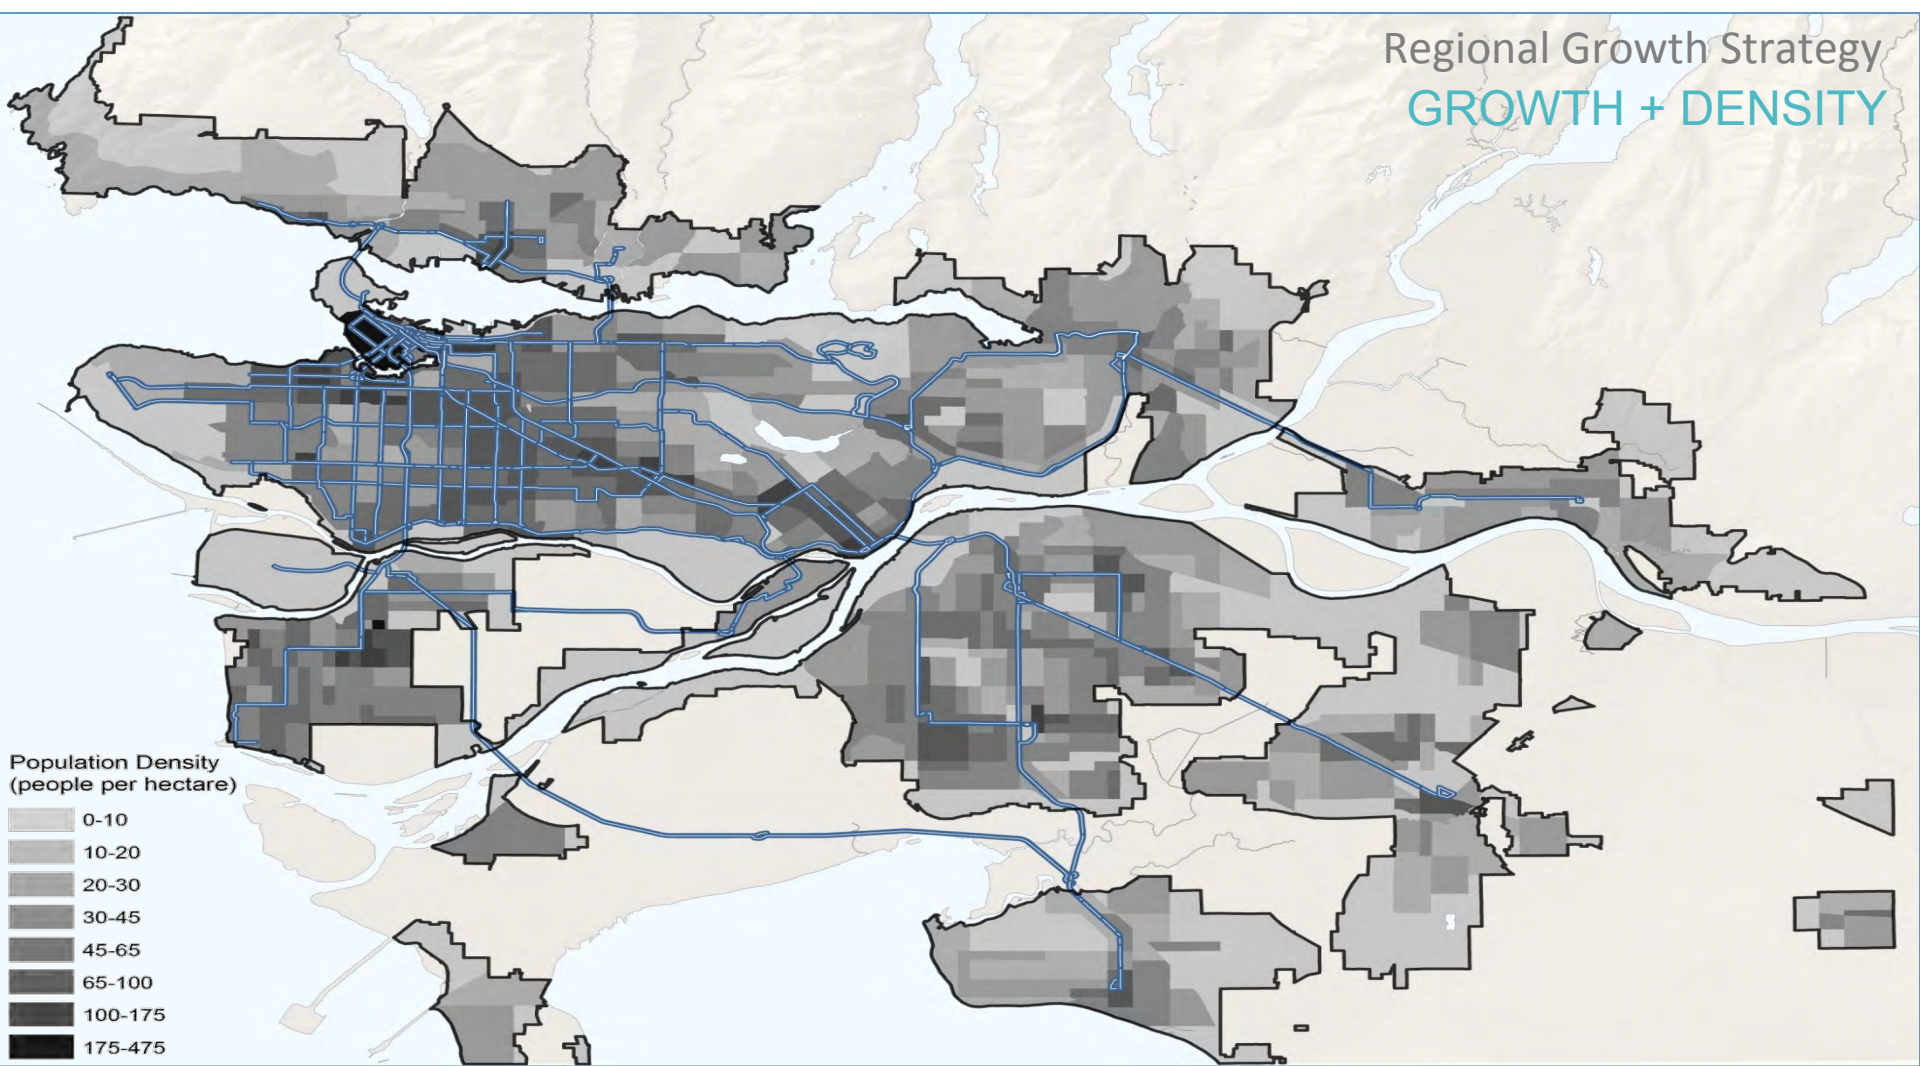 Regional Growth Strategy
GROWTH + DENSITY
Population Density
(people per hectare)
0-10
10-20
20-30
30-45
45-65
65-100
100-175
175-475